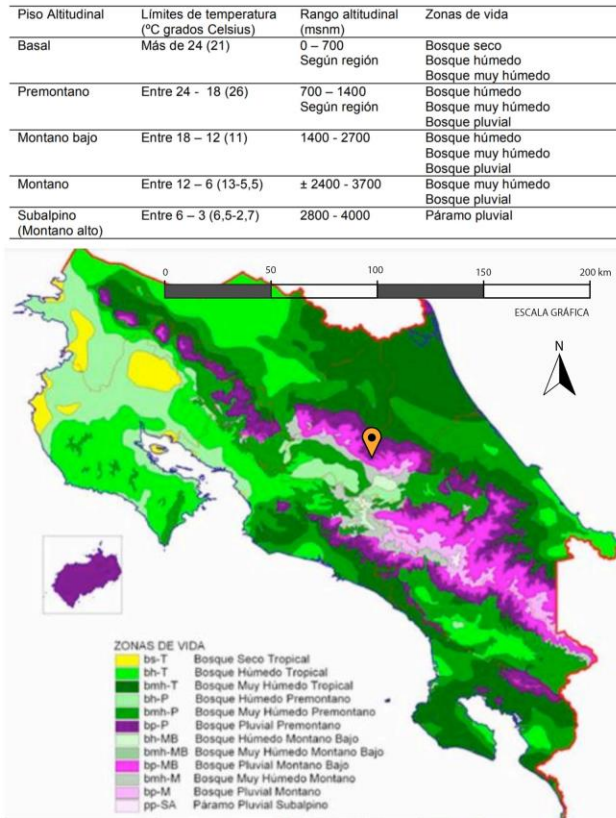 Piso Altitudinal Límites de temperatura Rango altitudinal Zonas de vida
(ºC grados Celsius) (msnm)
Basal Más de 24 (21) 0 – 700 Bosque seco
Según región Bosque húmedo
Bosque muy húmedo
Premontano Entre 24 - 18 (26) 700 – 1400 Bosque húmedo
Según región Bosque muy húmedo
Bosque pluvial
Montano bajo Entre 18 – 12 (11) 1400 - 2700 Bosque húmedo
Bosque muy húmedo
Bosque pluvial
Montano Entre 12 – 6 (13-5,5) ± 2400 - 3700 Bosque muy húmedo
Bosque pluvial
Subalpino Entre 6 – 3 (6,5-2,7) 2800 - 4000 Páramo pluvial
(Montano alto)
0 50 100 150 200 km
ESCALA GRÁFICA
N
ZONAS DE VIDA
bs-T Bosque Seco Tropical
bh-T Bosque Húmedo Tropical
bmh-T Bosque Muy Húmedo Tropical
bh-P Bosque Húmedo Premontano
bmh-P Bosque Muy Húmedo Premontano
bp-P Bosque Pluvial Premontano
bh-MB Bosque Húmedo Montano Bajo
bmh-MB Bosque Muy Húmedo Montano Bajo
bp-MB Bosque Pluvial Montano Bajo
bmh-M Bosque Muy Húmedo Montano
bp-M Bosque Pluvial Montano
pp-SA Páramo Pluvial Subalpino